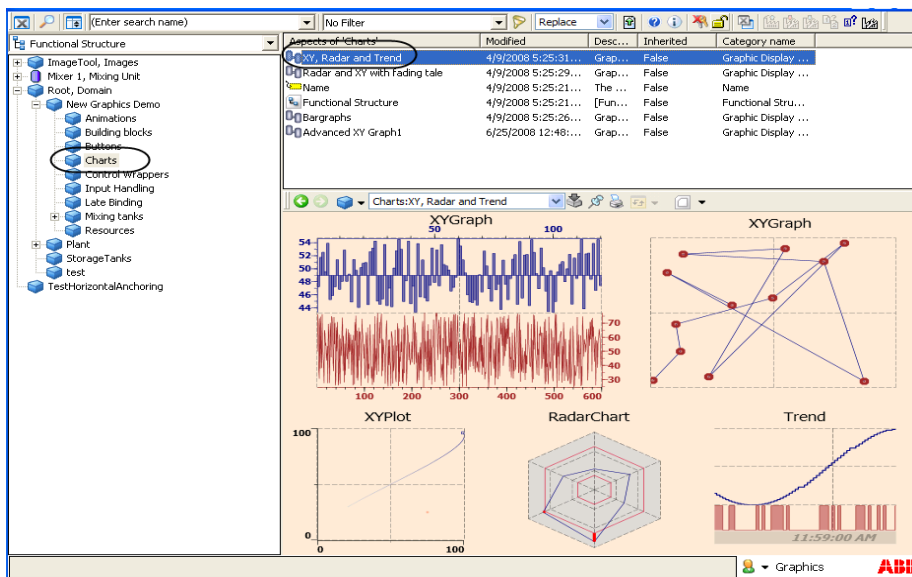 (Enter search name)
No Filter
Replace
Functional Structure
ImageTool, Images
Mixer 1, Mixing Unit
Root, Domain
New Graphics Demo
Animations
Building blocks
Buttons
Charts
Control Wrappers
Input Handling
Late Binding
Mixing tanks
Resources
Plant
StorageTanks
test
TestHorizontalAnchoring
Aspects of 'Charts' Modified Desc... Inherited Category name
XY, Radar and Trend 4/9/2008 5:25:31... Grap... False Graphic Display ...
Radar and XY with Fading tale 4/9/2008 5:25:29... Grap... False Graphic Display ...
Name 4/9/2008 5:25:21... The ... False Name
Functional Structure 4/9/2008 5:25:21... [Fun... False Functional Stru...
Bargraphs 4/9/2008 5:25:26... Grap... False Graphic Display ...
Advanced XY Graph1 6/25/2008 12:48:... Grap... False Graphic Display ...
Charts:XY, Radar and Trend
XYGraph
50 100
54
52
50
48
46
44
70
60
50
40
30
100 200 300 400 500 600
XYGraph
XYPlot
100
0
0 100
RadarChart
Trend
11:59:00 AM
Graphics